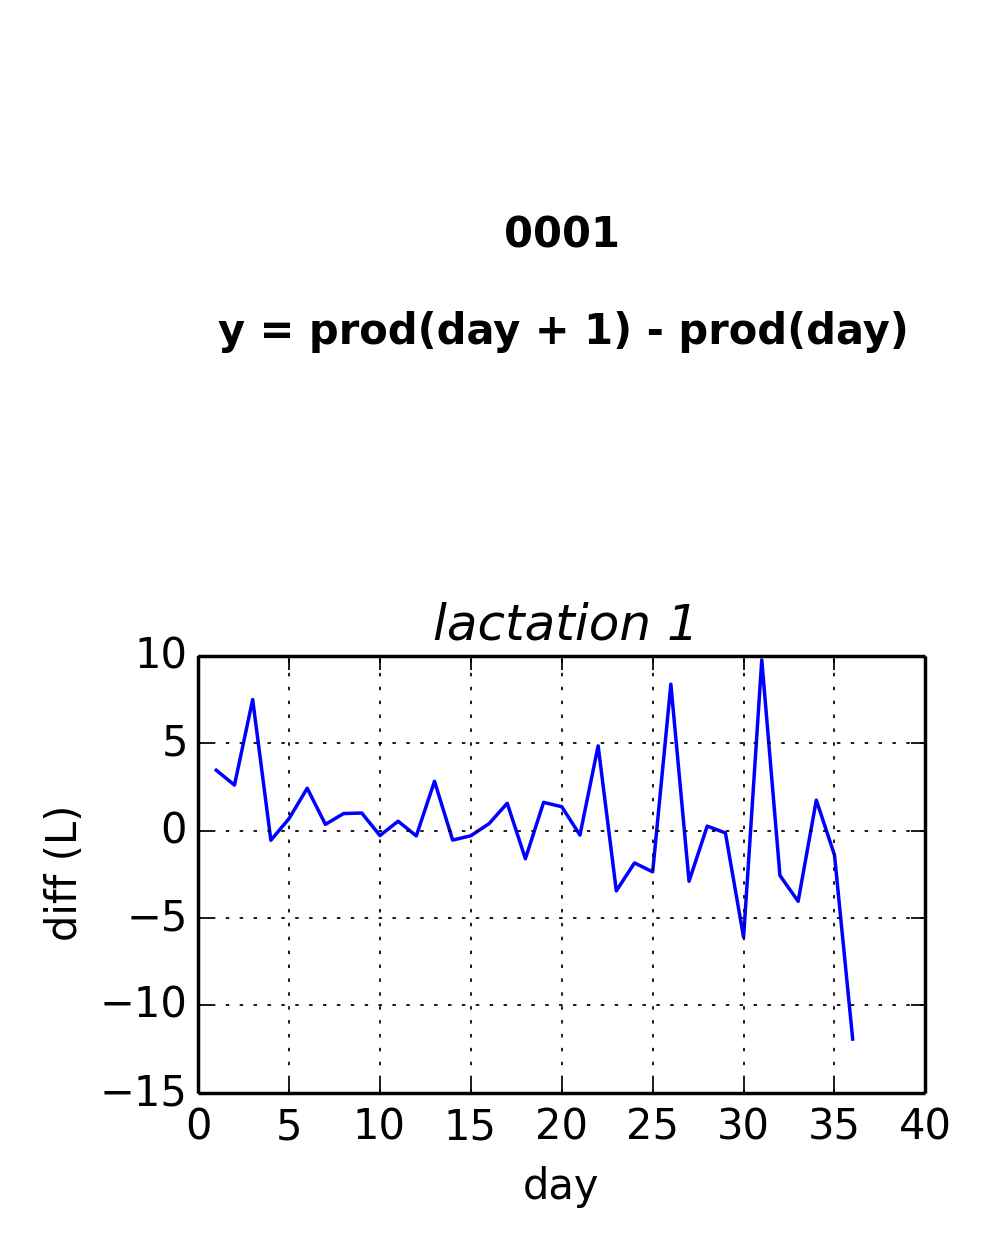 0001
y = prod(day + 1) - prod(day)
lactation 1
10
5
0
−5
−10
−15
diff (L)
0 5 10 15 20 25 30 35 40
day